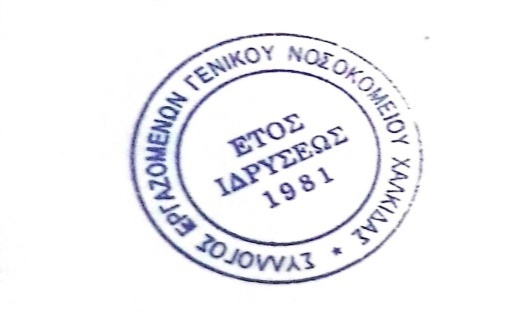 ΣΥΛΛΟΓΟΣ ΕΡΓΑΖΟΜΕΝΩΝ ΓΕΝΙΚΟΥ ΝΟΣΟΚΟΜΕΙΟΥ ΧΑΛΚΙΔΑΣ *
ΕΤΟΣ
ΙΔΡΥΣΕΩΣ
1981